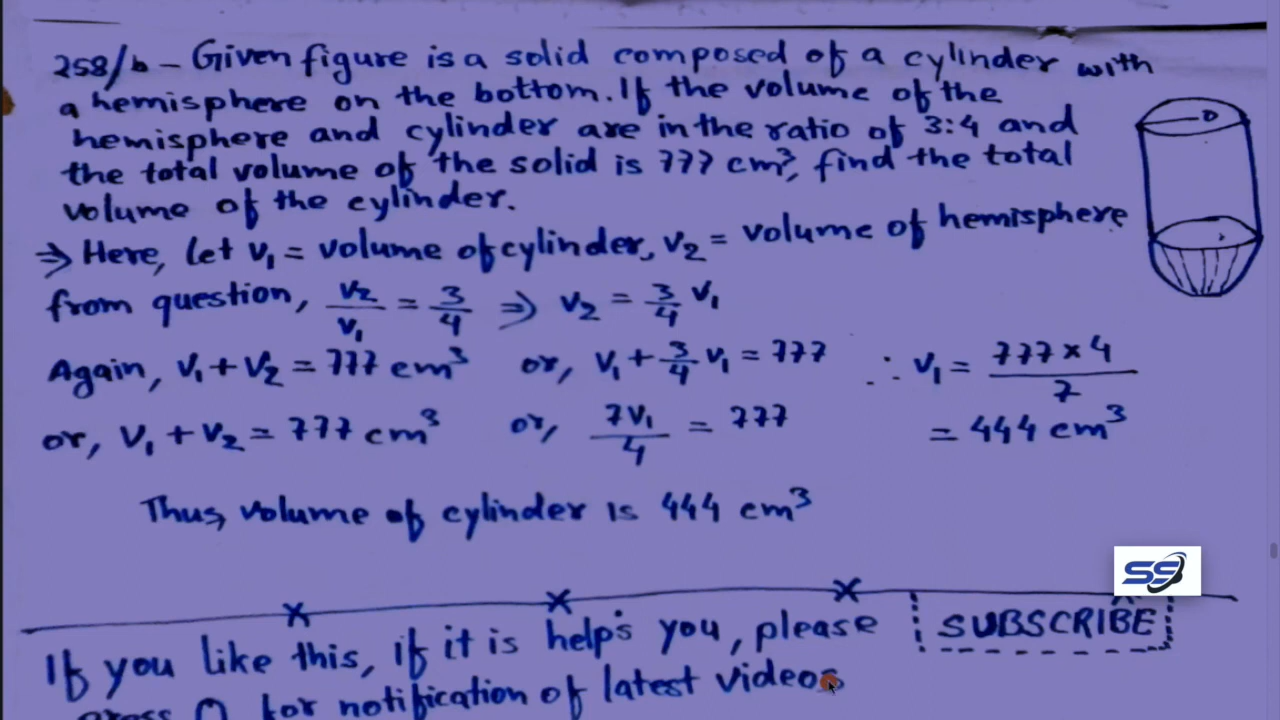 258/b - Given figure is a solid composed of a cylinder with
a hemisphere on the bottom. If the volume of the
hemisphere and cylinder are in the ratio of 3:4 and
the total volume of the solid is 777 cm³, find the total
volume of the cylinder.
⇒ Here, let V₁ = volume of cylinder, V₂ = volume of hemisphere
from question, V₂/V₁ = 3/4 ⇒ V₂ = 3/4 V₁
Again, V₁ + V₂ = 777 cm³ or, V₁ + 3/4 V₁ = 777 ∴ V₁ = 777 × 4 / 7
or, V₁ + V₂ = 777 cm³ or, 7V₁/4 = 777 = 444 cm³
Thus, volume of cylinder is 444 cm³
SS
If you like this, if it is helps you, please SUBSCRIBE
press for notification of latest videos